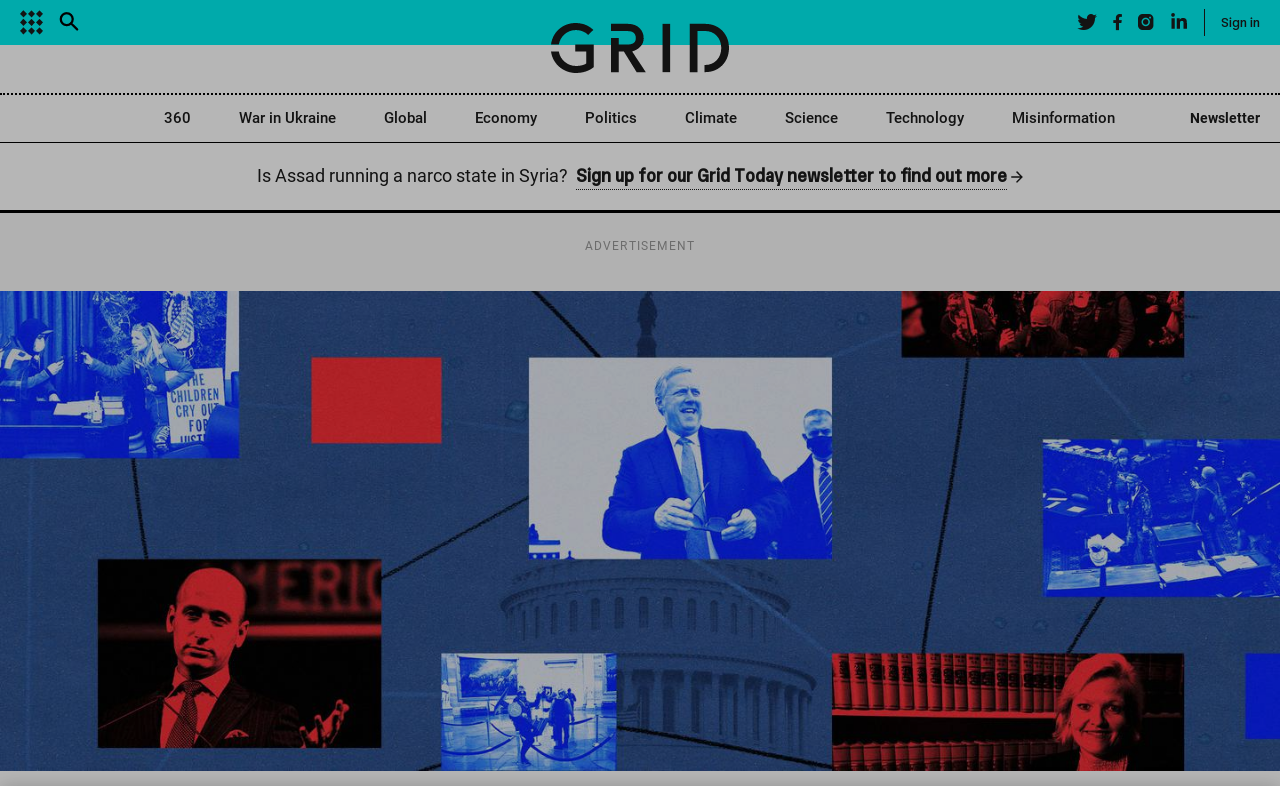 GRID
Sign in
360 War in Ukraine Global Economy Politics Climate Science Technology Misinformation Newsletter
Is Assad running a narco state in Syria? Sign up for our Grid Today newsletter to find out more →
ADVERTISEMENT
THE
CHILDREN
CRY OUT
FOR
AMERIC